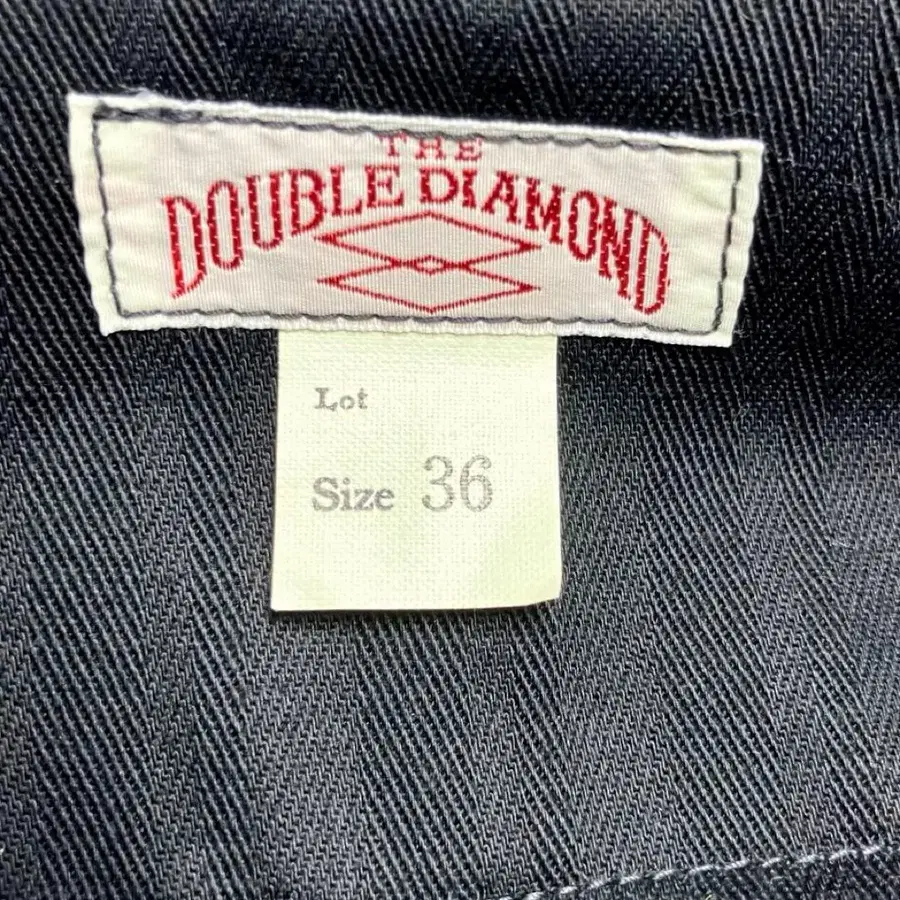 THE
DOUBLE DIAMOND
Lot
Size 36